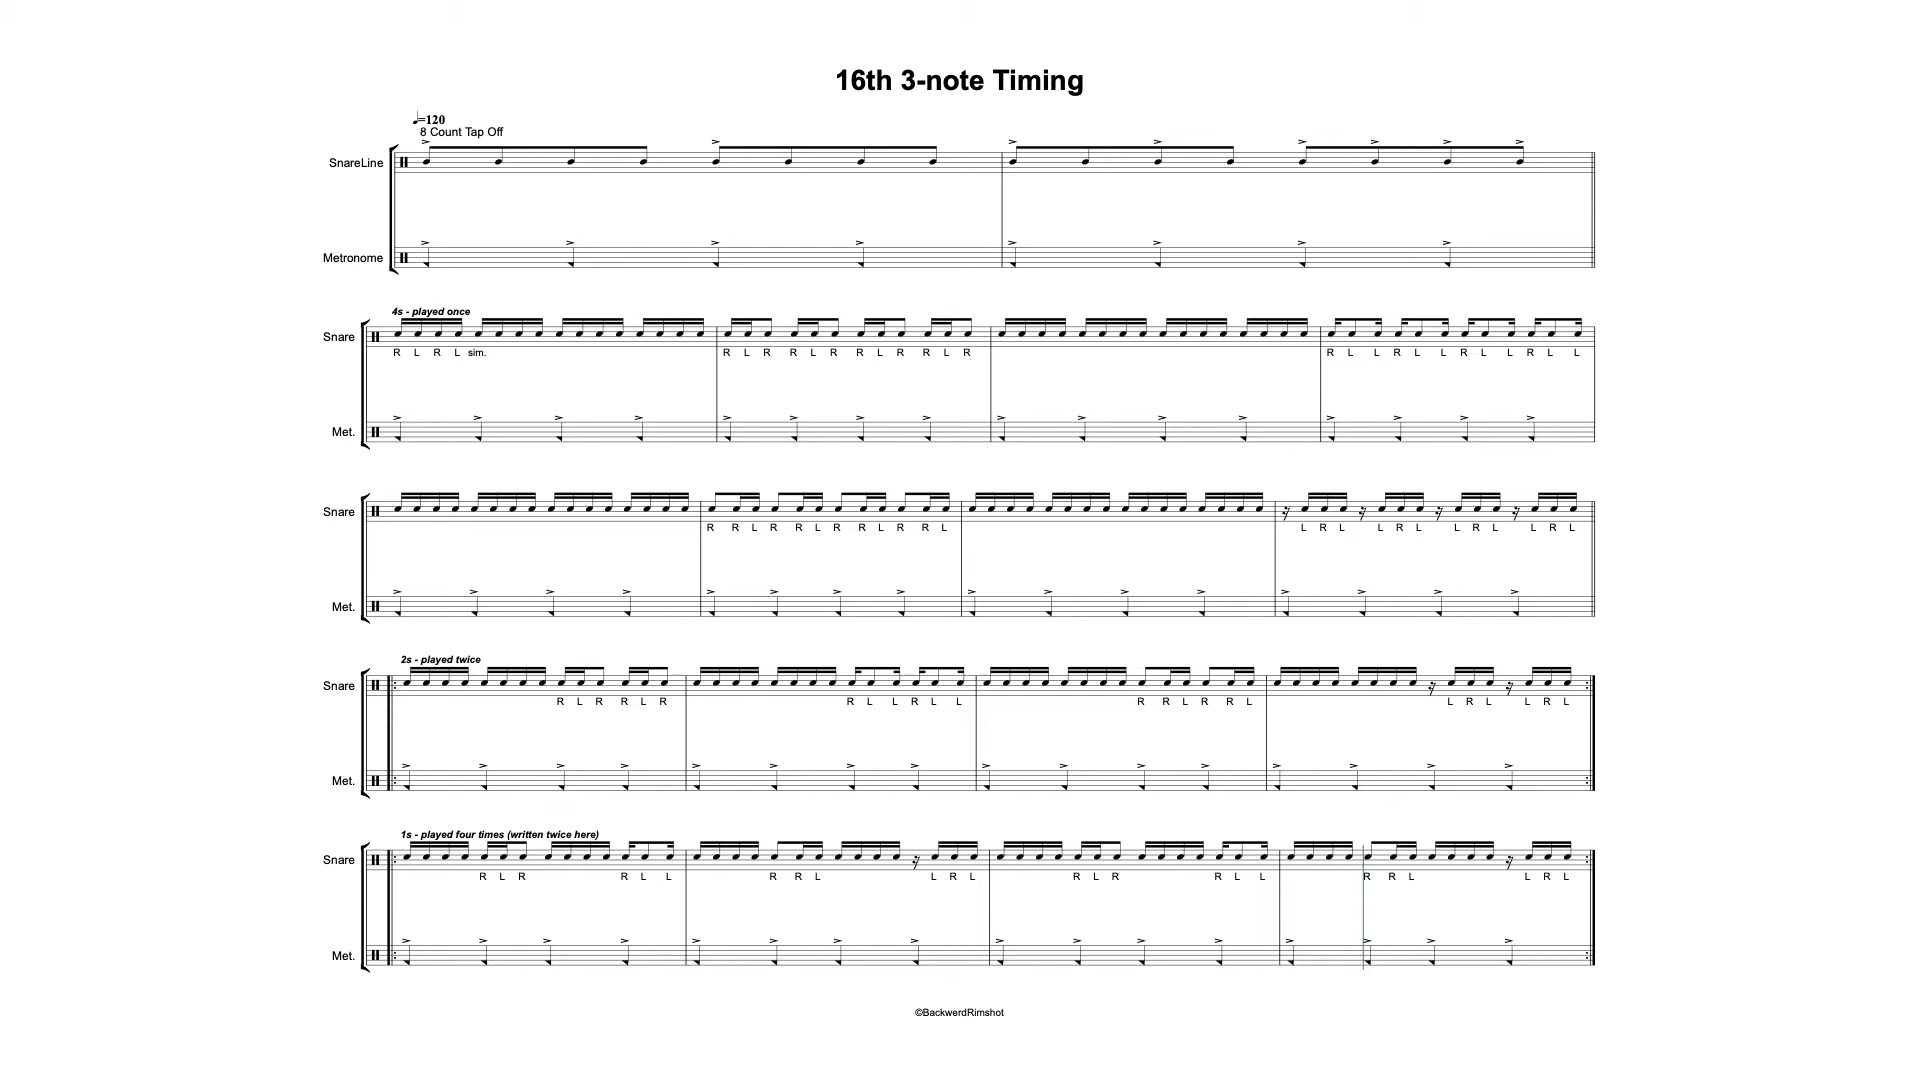 16th 3-note Timing
♩=120
8 Count Tap Off
SnareLine
Metronome
4s - played once
Snare
R L R L sim. R L R R L R R L R R L R R L L R L L R L L R L L
Met.
Snare
R R L R R L R R L R R L L R L L R L L R L L R L
Met.
2s - played twice
Snare
R L R R L R R L L R L L R R L R R L L R L L R L
Met.
1s - played four times (written twice here)
Snare
R L R R L L R R L L R L R L R R L L R R L L R L
Met.
©BackwerdRimshot